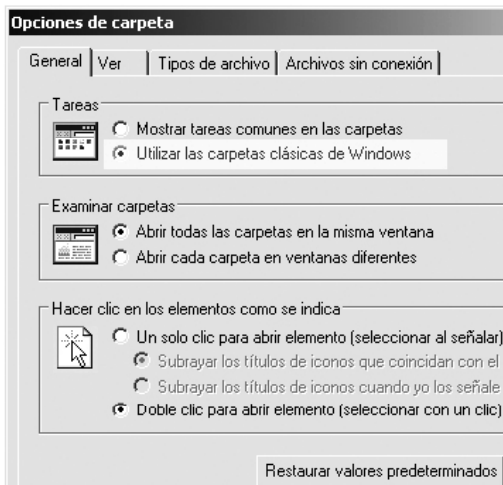 Opciones de carpeta
General Ver Tipos de archivo Archivos sin conexión
Tareas
Mostrar tareas comunes en las carpetas
Utilizar las carpetas clásicas de Windows
Examinar carpetas
Abrir todas las carpetas en la misma ventana
Abrir cada carpeta en ventanas diferentes
Hacer clic en los elementos como se indica
Un solo clic para abrir elemento (seleccionar al señalar)
Subrayar los títulos de iconos que coincidan con el
Subrayar los títulos de iconos cuando yo los señale
Doble clic para abrir elemento (seleccionar con un clic)
Restaurar valores predeterminados